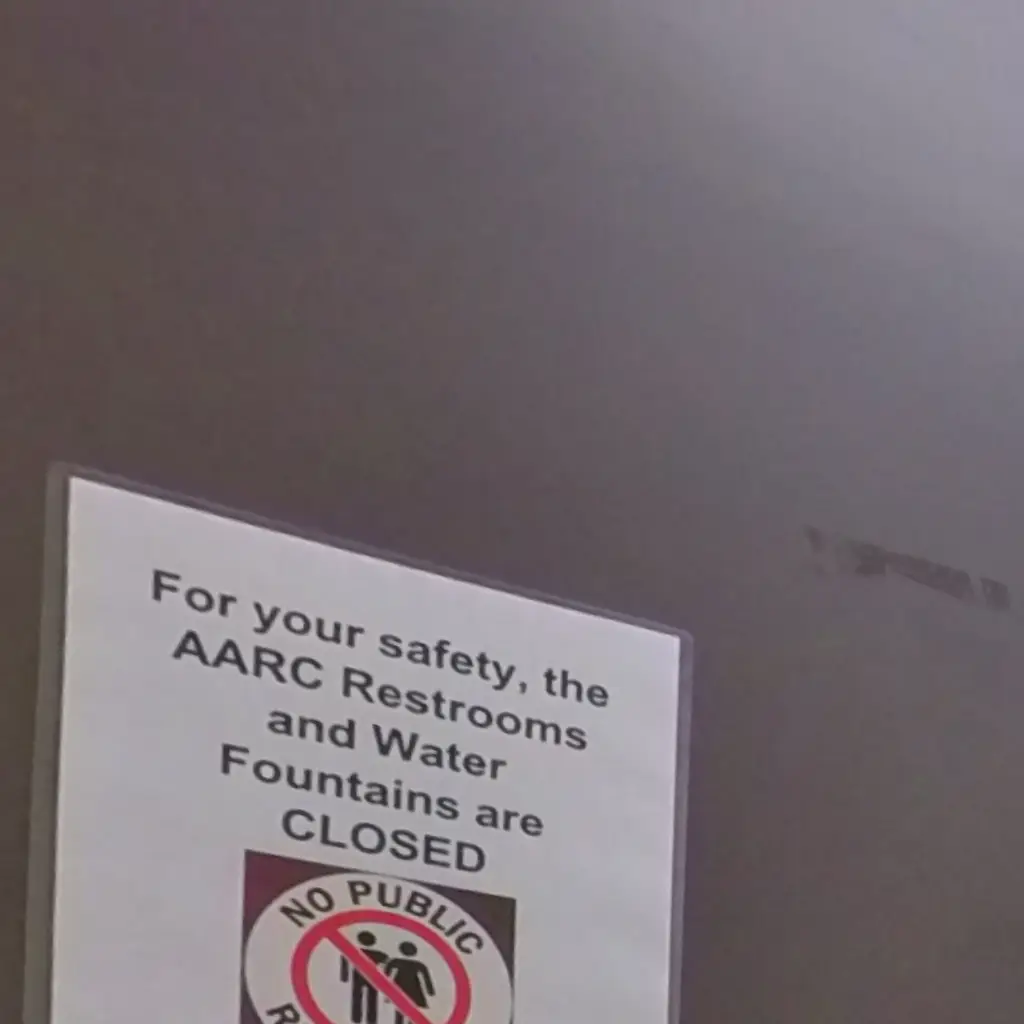 For your safety, the
AARC Restrooms
and Water
Fountains are
CLOSED
NO PUBLIC